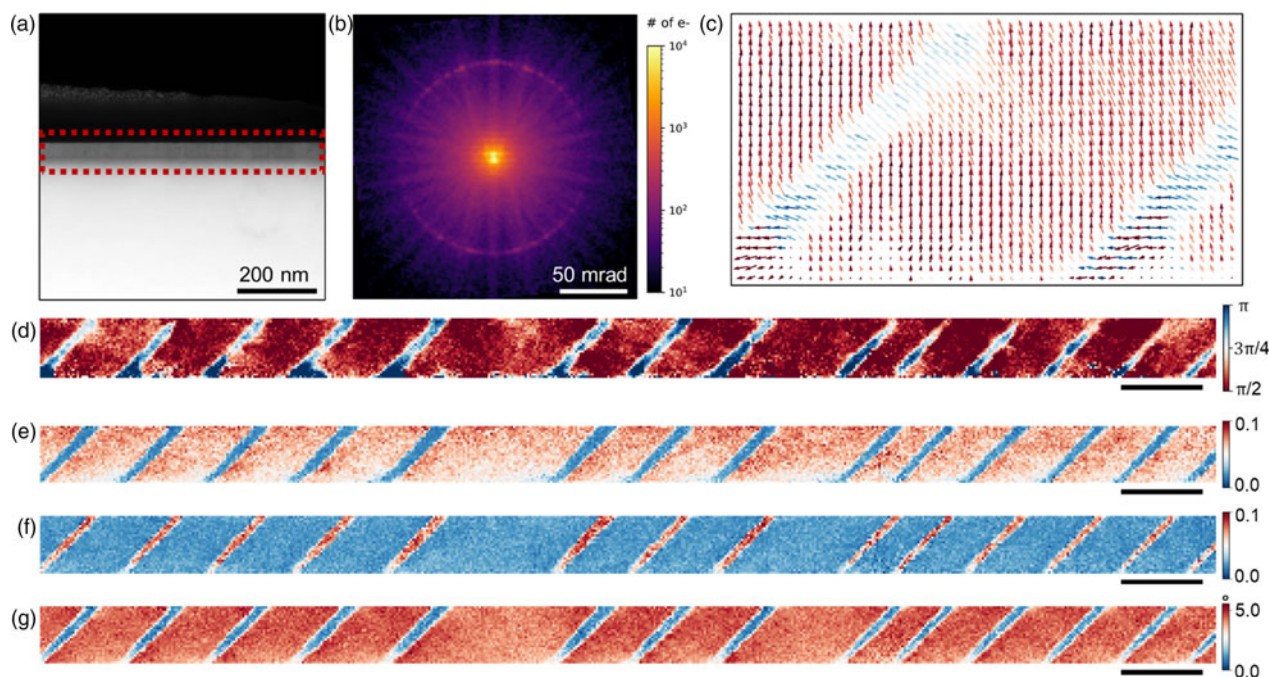 (a)
200 nm
(b)
50 mrad
# of e-
10⁴
10³
10²
10¹
(c)
(d)
π
3π/4
π/2
(e)
0.1
0.0
(f)
0.1
0.0
(g)
°
5.0
0.0